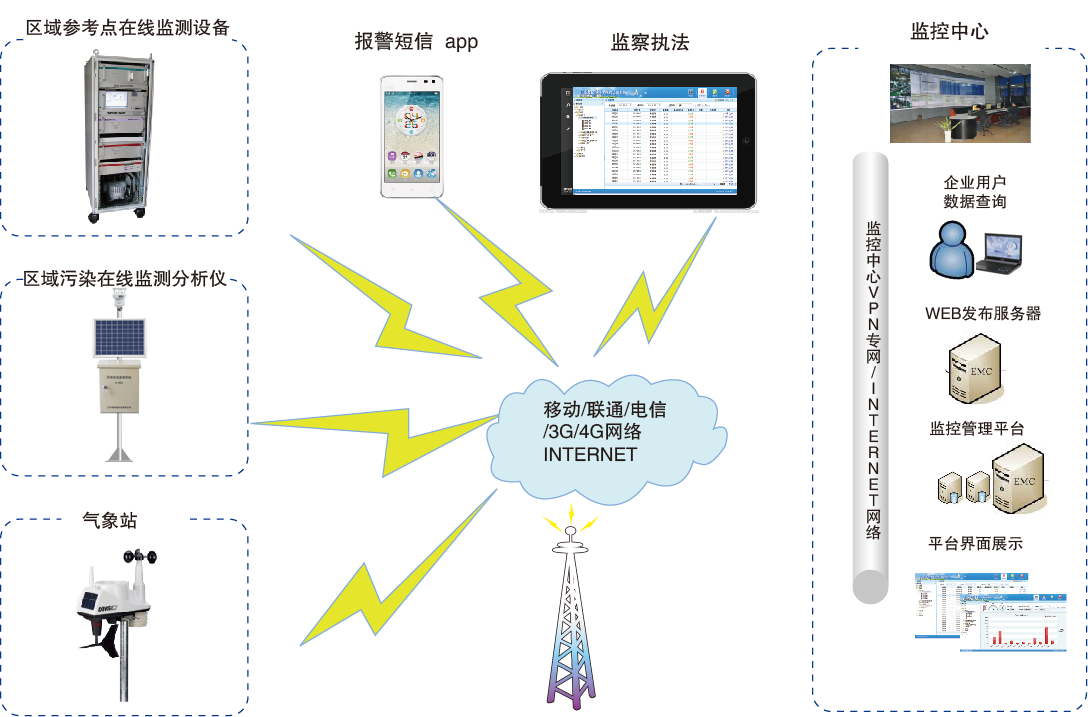 区域参考点在线监测设备
报警短信 app
监察执法
监控中心
企业用户
数据查询
区域污染在线监测分析仪
监控中心VPN专网/INTERNET网络
WEB发布服务器
EMC
移动/联通/电信
/3G/4G网络
INTERNET
监控管理平台
EMC
气象站
平台界面展示
DAVIS